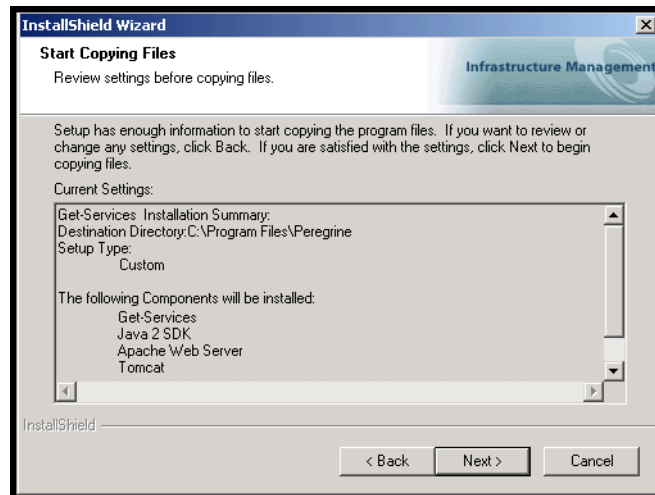 InstallShield Wizard
Start Copying Files
Review settings before copying files.
Infrastructure Management
Setup has enough information to start copying the program files. If you want to review or
change any settings, click Back. If you are satisfied with the settings, click Next to begin
copying files.
Current Settings:
Get-Services Installation Summary:
Destination Directory:C:\Program Files\Peregrine
Setup Type:
Custom
The following Components will be installed:
Get-Services
Java 2 SDK
Apache Web Server
Tomcat
InstallShield
< Back
Next >
Cancel